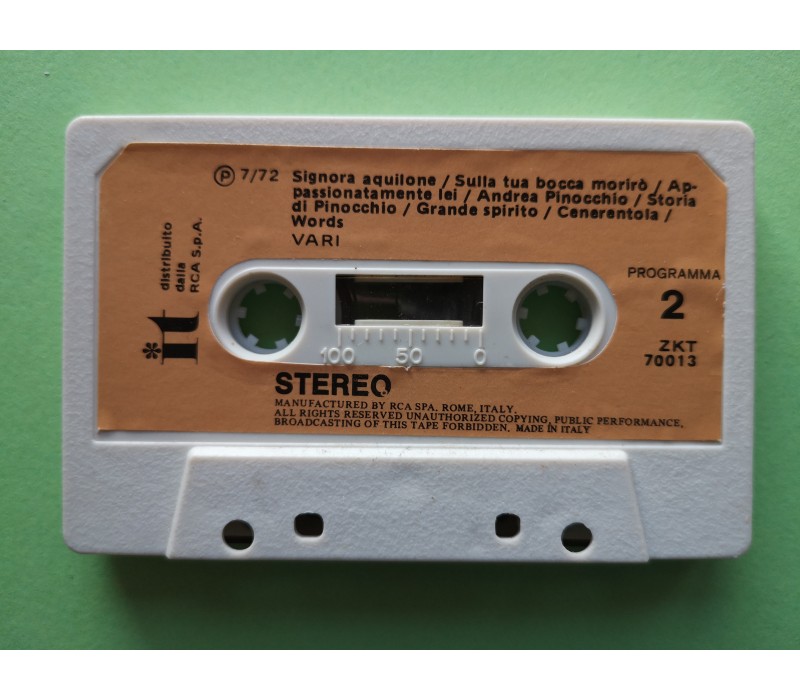 Ⓟ 7/72 Signora aquilone / Sulla tua bocca morirò / Ap-
passionatamente lei / Andrea Pinocchio / Storia
di Pinocchio / Grande spirito / Cenerentola /
Words
VARI
distribuito
dalla
RCA S.p.A.
*it
PROGRAMMA
2
ZKT
70013
100 50 0
STEREO
MANUFACTURED BY RCA SPA. ROME, ITALY.
ALL RIGHTS RESERVED UNAUTHORIZED COPYING, PUBLIC PERFORMANCE,
BROADCASTING OF THIS TAPE FORBIDDEN. MADE IN ITALY